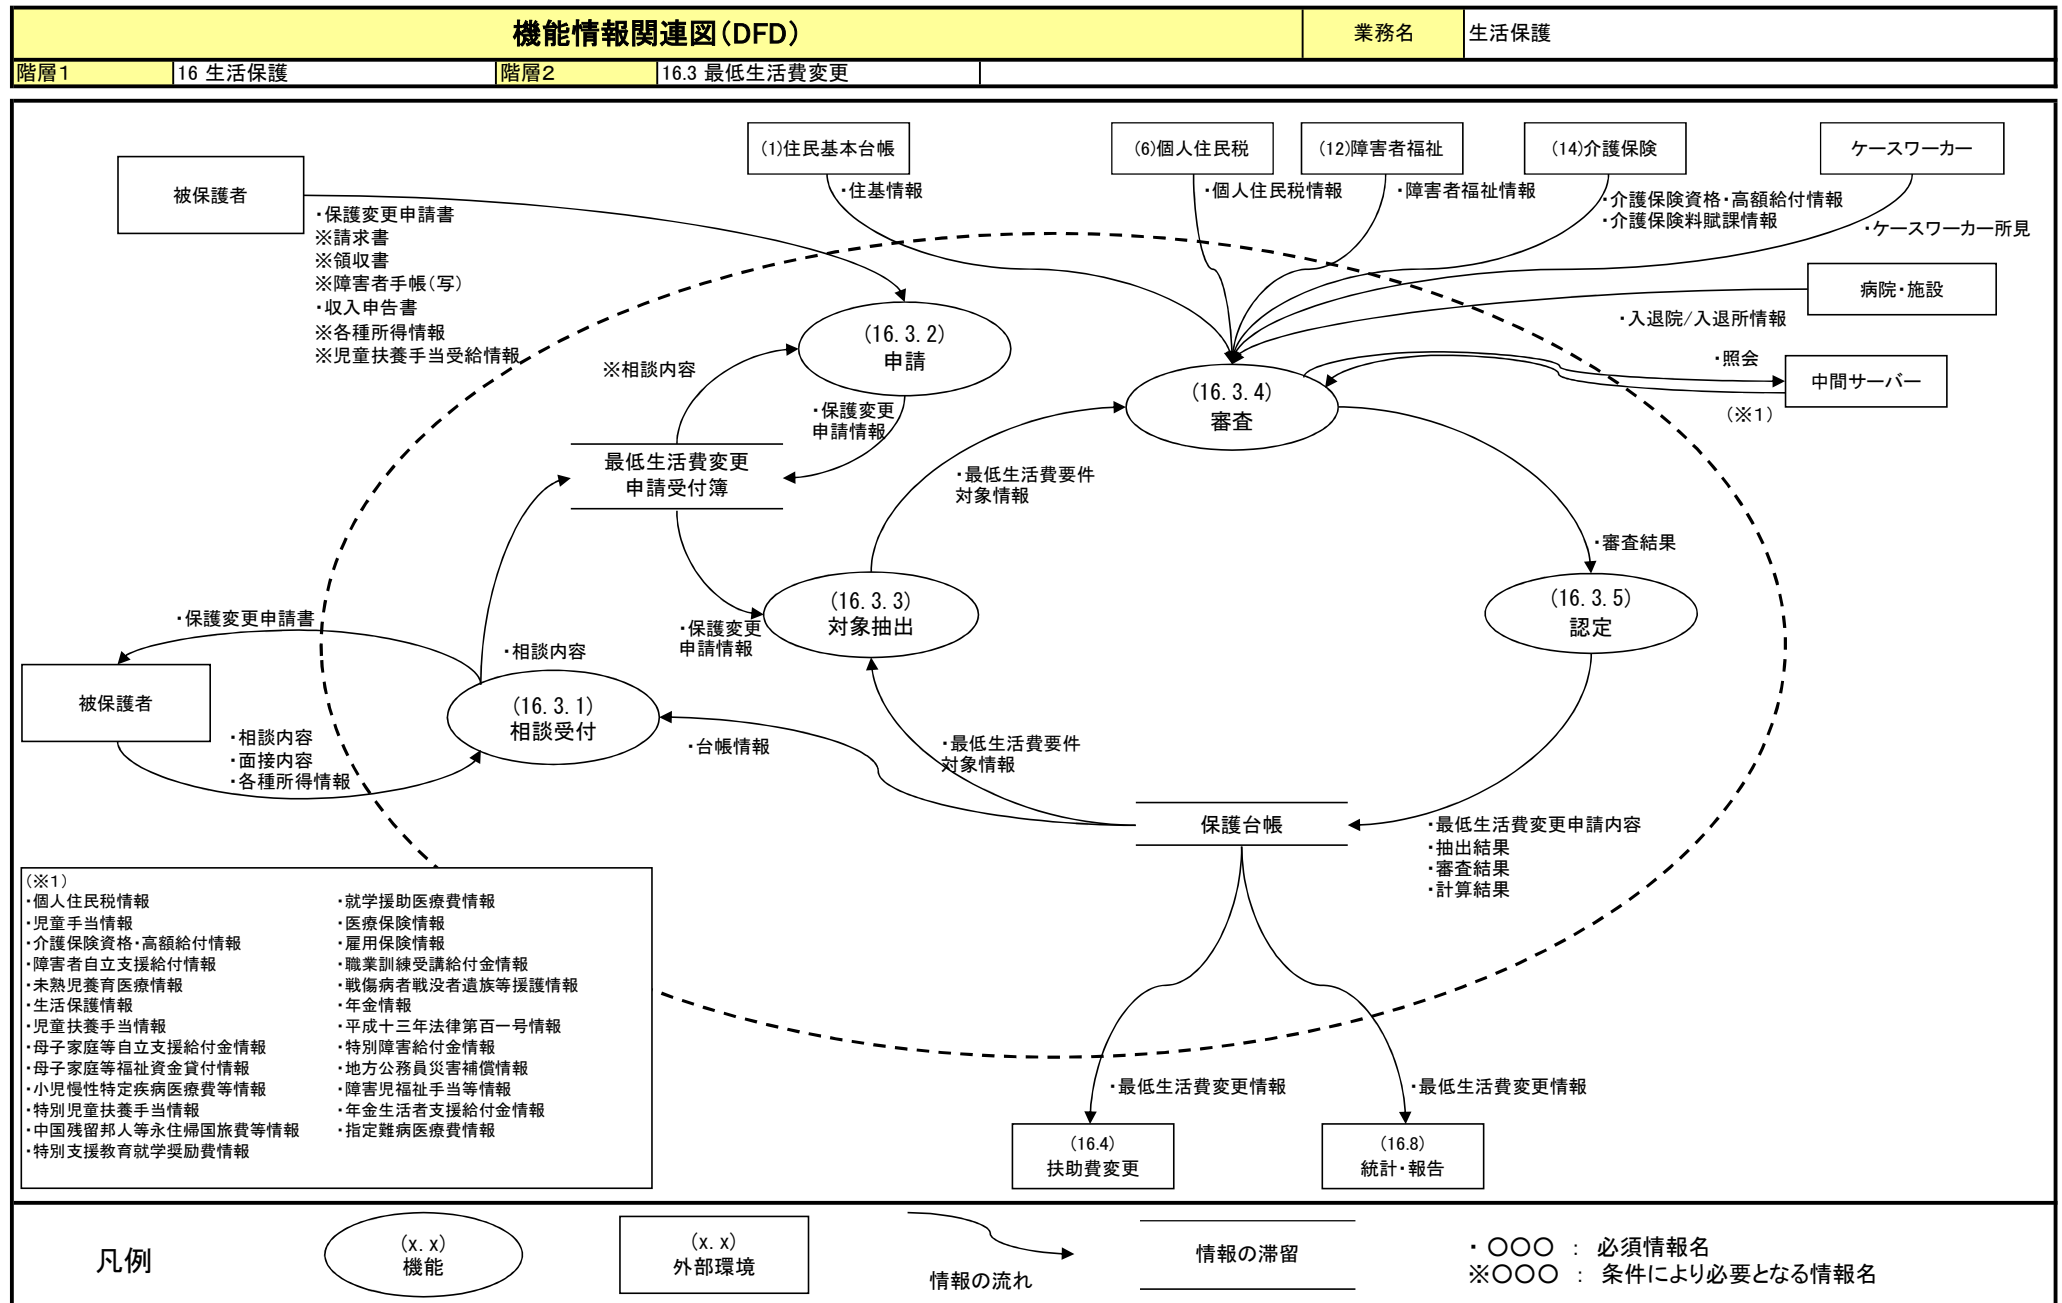 機能情報関連図(DFD)
業務名
生活保護
階層1
16 生活保護
階層2
16.3 最低生活費変更
被保護者
(1)住民基本台帳
(6)個人住民税
(12)障害者福祉
(14)介護保険
ケースワーカー
・住基情報
・個人住民税情報
・障害者福祉情報
・介護保険資格・高額給付情報
・介護保険料賦課情報
・ケースワーカー所見
・保護変更申請書
※請求書
※領収書
※障害者手帳(写)
・収入申告書
※各種所得情報
※児童扶養手当受給情報
病院・施設
・入退院/入退所情報
(16.3.2)
申請
※相談内容
・保護変更
申請情報
(16.3.4)
審査
・照会
中間サーバー
(※1)
最低生活費変更
申請受付簿
・最低生活費要件
対象情報
・審査結果
(16.3.3)
対象抽出
(16.3.5)
認定
・保護変更申請書
・保護変更
申請情報
・相談内容
被保護者
(16.3.1)
相談受付
・相談内容
・面接内容
・各種所得情報
・台帳情報
・最低生活費要件
対象情報
保護台帳
・最低生活費変更申請内容
・抽出結果
・審査結果
・計算結果
(※1)
・個人住民税情報
・児童手当情報
・介護保険資格・高額給付情報
・障害者自立支援給付情報
・未熟児養育医療情報
・生活保護情報
・児童扶養手当情報
・母子家庭等自立支援給付金情報
・母子家庭等福祉資金貸付情報
・小児慢性特定疾病医療費等情報
・特別児童扶養手当情報
・中国残留邦人等永住帰国旅費等情報
・特別支援教育就学奨励費情報
・就学援助医療費情報
・医療保険情報
・雇用保険情報
・職業訓練受講給付金情報
・戦傷病者戦没者遺族等援護情報
・年金情報
・平成十三年法律第百一号情報
・特別障害給付金情報
・地方公務員災害補償情報
・障害児福祉手当等情報
・年金生活者支援給付金情報
・指定難病医療費情報
・最低生活費変更情報
・最低生活費変更情報
(16.4)
扶助費変更
(16.8)
統計・報告
凡例
(x.x)
機能
(x.x)
外部環境
情報の流れ
情報の滞留
・ 〇〇〇 : 必須情報名
※〇〇〇 : 条件により必要となる情報名